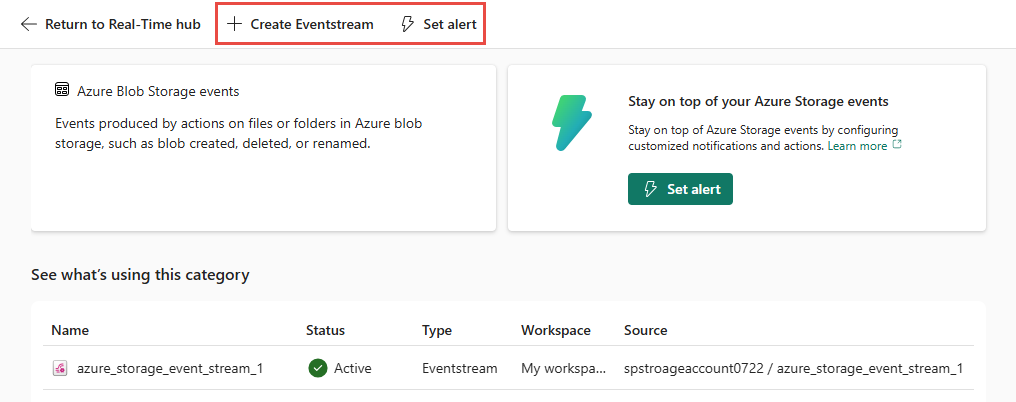 Return to Real-Time hub
Create Eventstream
Set alert
Azure Blob Storage events
Events produced by actions on files or folders in Azure blob
storage, such as blob created, deleted, or renamed.
Stay on top of your Azure Storage events
Stay on top of Azure Storage events by configuring
customized notifications and actions. Learn more
Set alert
See what’s using this category
Name Status Type Workspace Source
azure_storage_event_stream_1 Active Eventstream My workspa... spstroageaccount0722 / azure_storage_event_stream_1